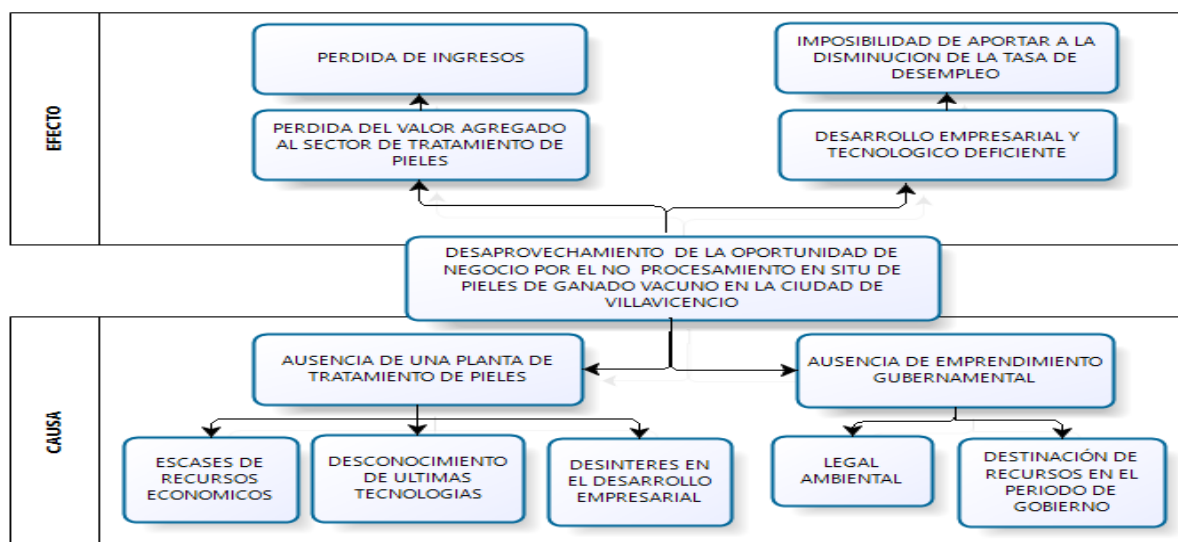 EFECTO
PERDIDA DE INGRESOS
IMPOSIBILIDAD DE APORTAR A LA
DISMINUCION DE LA TASA DE
DESEMPLEO
PERDIDA DEL VALOR AGREGADO
AL SECTOR DE TRATAMIENTO DE
PIELES
DESARROLLO EMPRESARIAL Y
TECNOLOGICO DEFICIENTE
DESAPROVECHAMIENTO DE LA OPORTUNIDAD DE
NEGOCIO POR EL NO PROCESAMIENTO EN SITU DE
PIELES DE GANADO VACUNO EN LA CIUDAD DE
VILLAVICENCIO
CAUSA
AUSENCIA DE UNA PLANTA DE
TRATAMIENTO DE PIELES
AUSENCIA DE EMPRENDIMIENTO
GUBERNAMENTAL
ESCASES DE
RECURSOS
ECONOMICOS
DESCONOCIMIENTO
DE ULTIMAS
TECNOLOGIAS
DESINTERES EN
EL DESARROLLO
EMPRESARIAL
LEGAL
AMBIENTAL
DESTINACIÓN DE
RECURSOS EN EL
PERIODO DE
GOBIERNO